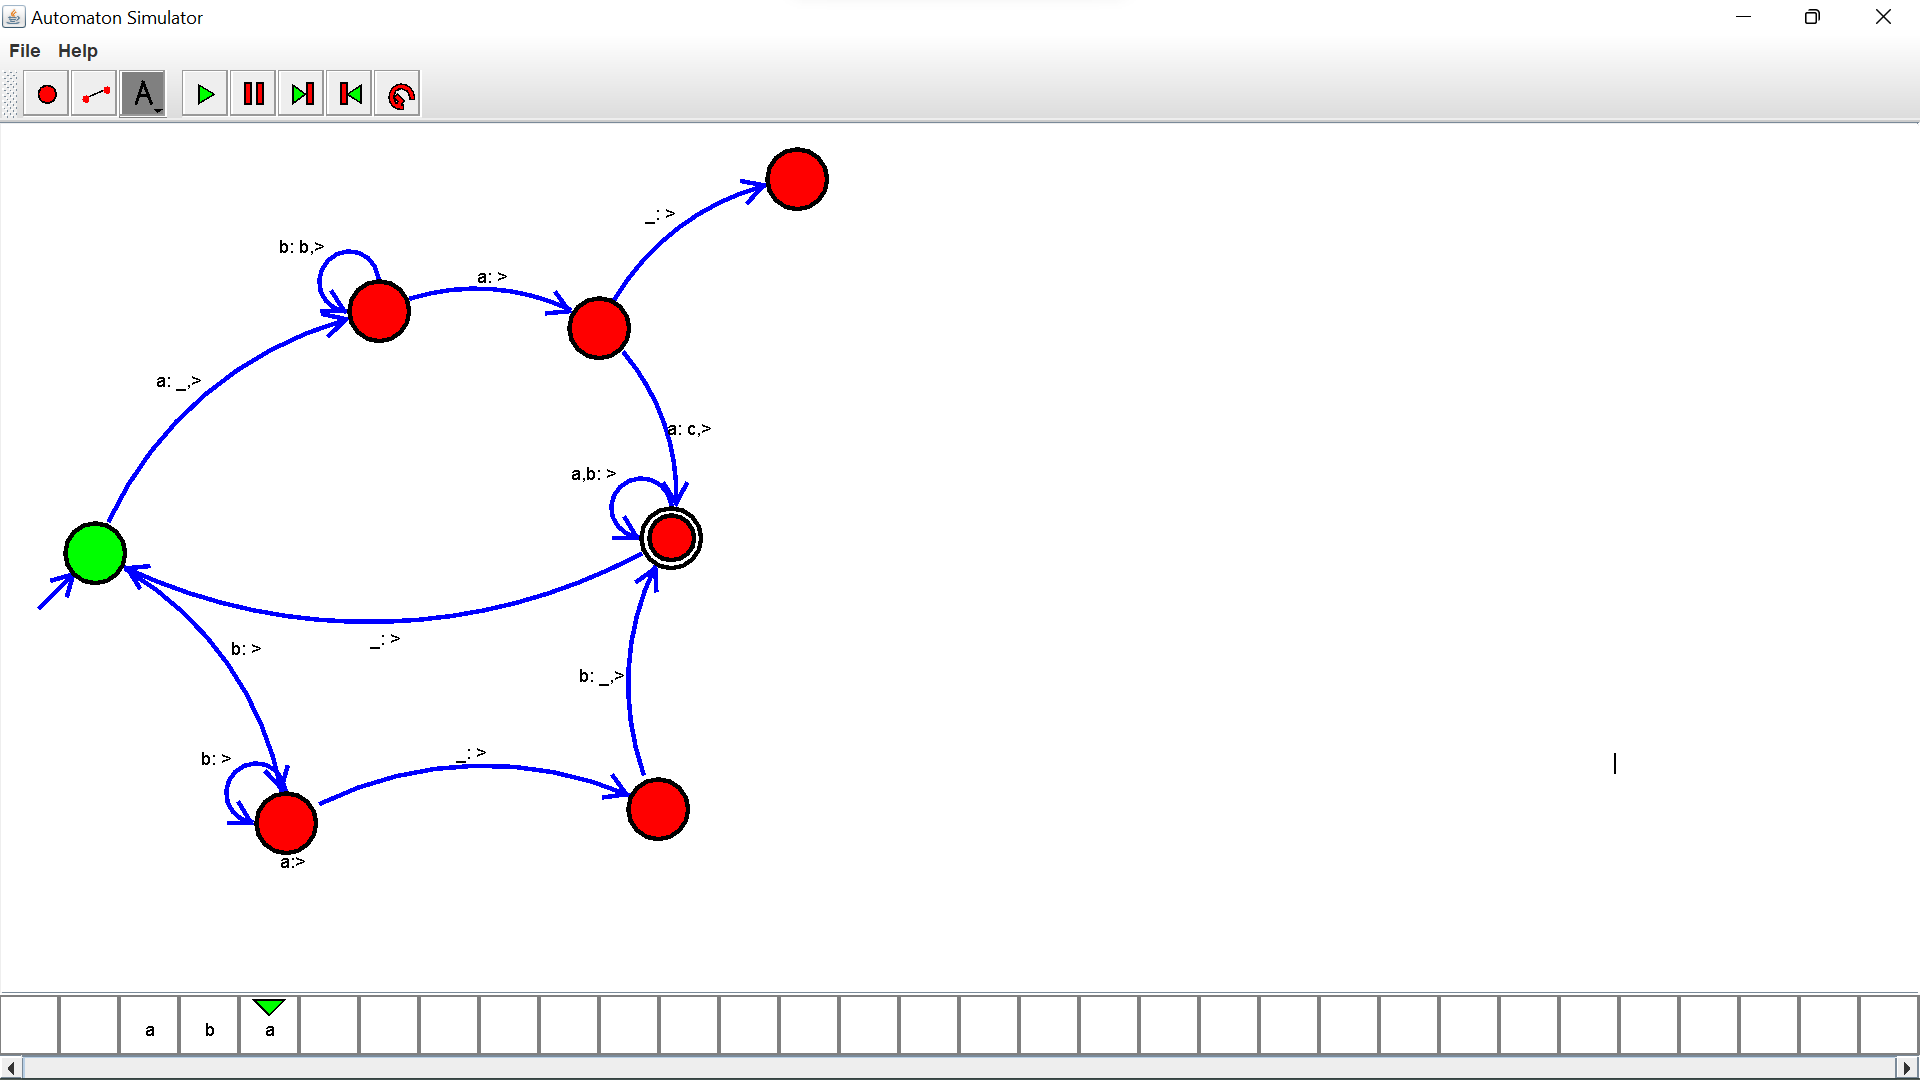 Automaton Simulator
File Help
A
_: >
b: b,>
a: >
a: _,>
a: c,>
a,b: >
_: >
b: >
b: _,>
_: >
b: >
a:>
a b a